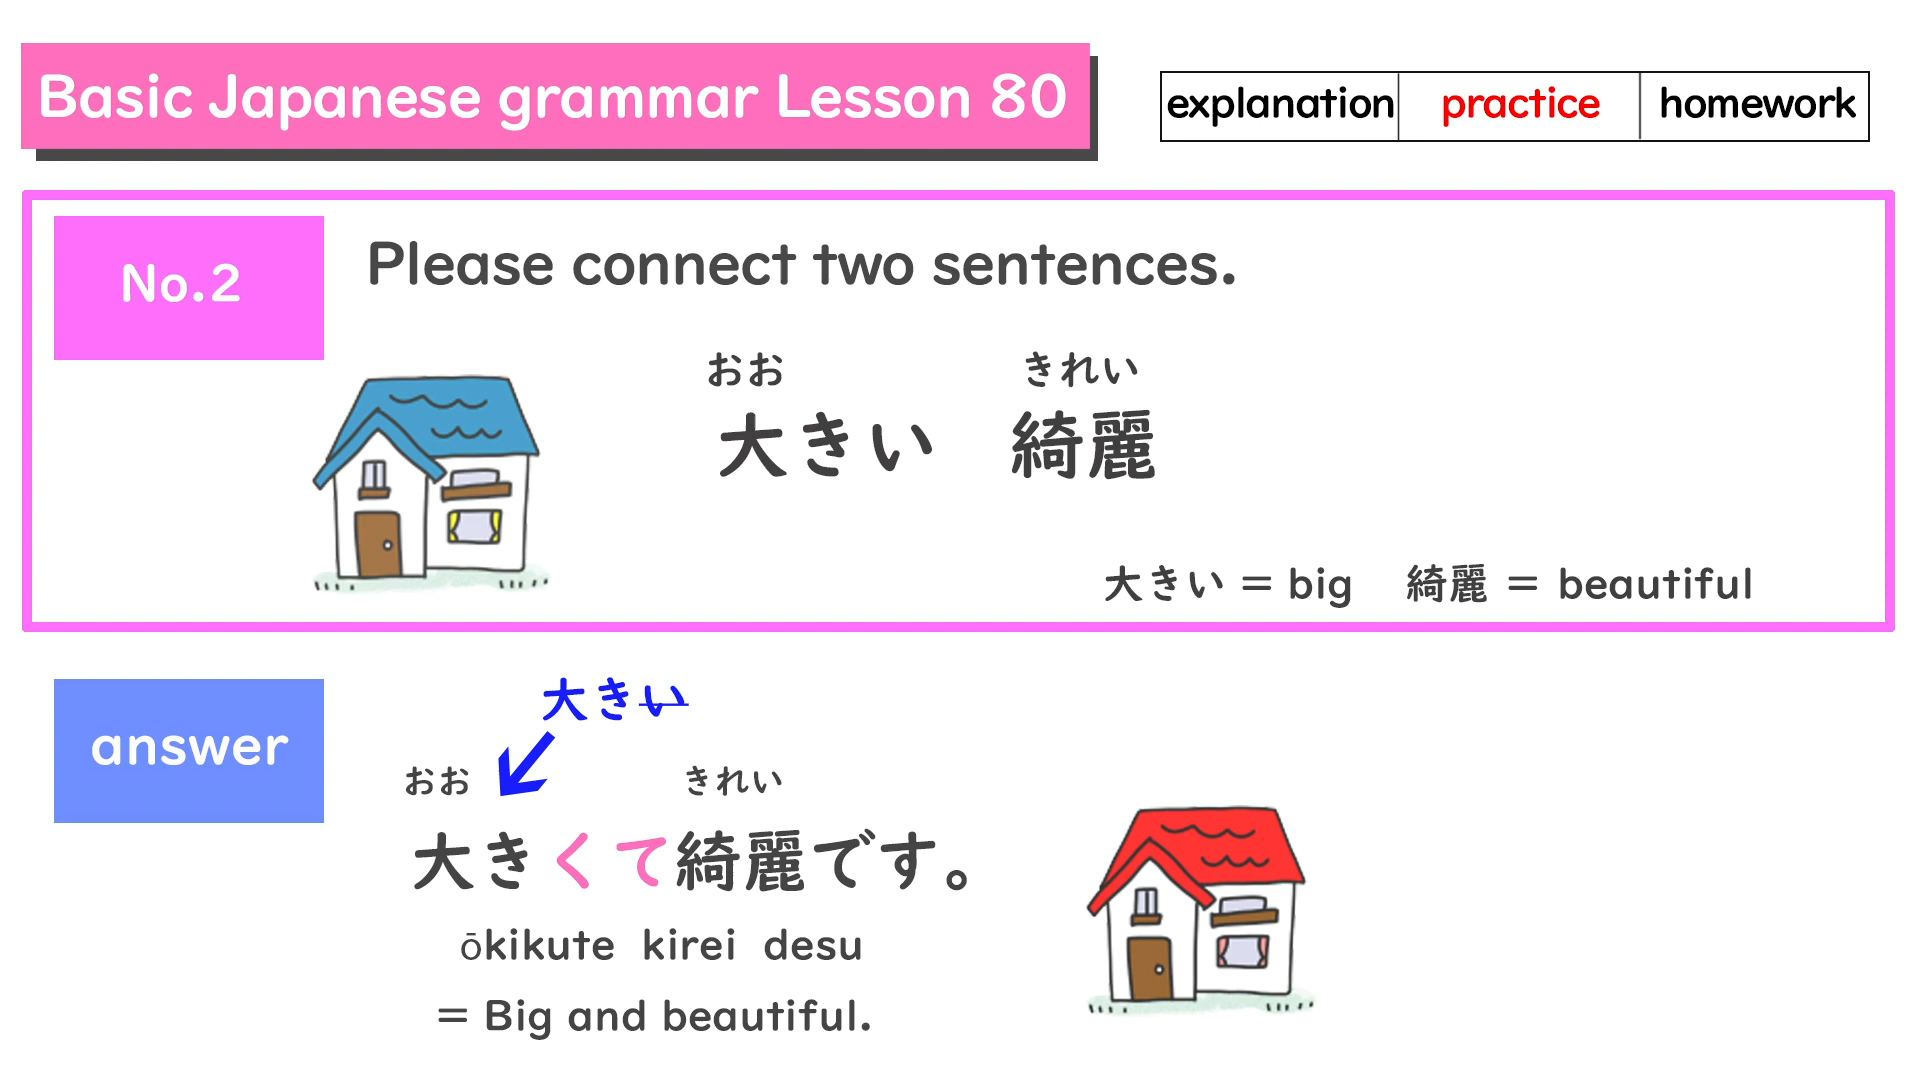 Basic Japanese grammar Lesson 80
explanation practice homework
No.2
Please connect two sentences.
おお きれい
大きい 綺麗
大きい = big 綺麗 = beautiful
answer
大きい
おお きれい
大きくて綺麗です。
ōkikute kirei desu
= Big and beautiful.